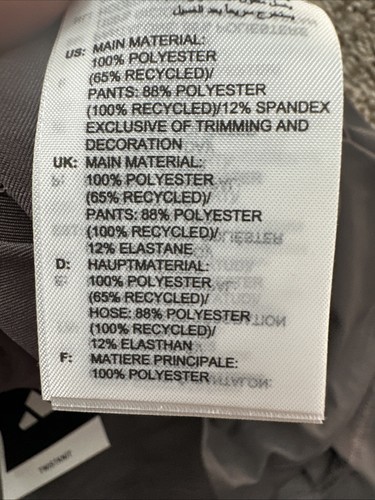 US: MAIN MATERIAL:
100% POLYESTER
(65% RECYCLED)/
PANTS: 88% POLYESTER
(100% RECYCLED)/12% SPANDEX
EXCLUSIVE OF TRIMMING AND
DECORATION
UK: MAIN MATERIAL:
100% POLYESTER
(65% RECYCLED)/
PANTS: 88% POLYESTER
(100% RECYCLED)/
12% ELASTANE
D: HAUPTMATERIAL:
100% POLYESTER
(65% RECYCLED)/
HOSE: 88% POLYESTER
(100% RECYCLED)/
12% ELASTHAN
F: MATIERE PRINCIPALE:
100% POLYESTER